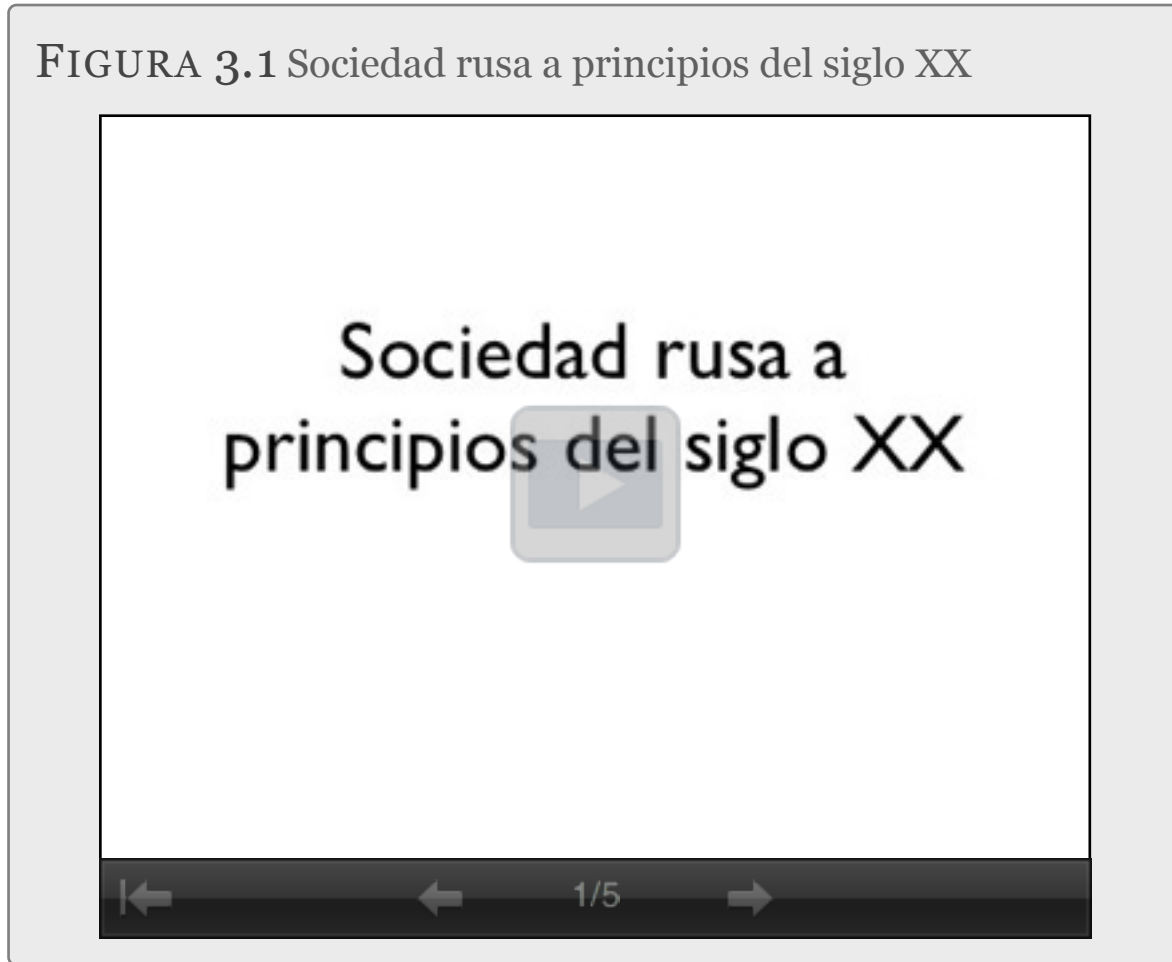 FIGURA 3.1 Sociedad rusa a principios del siglo XX
Sociedad rusa a
principios del siglo XX
1/5